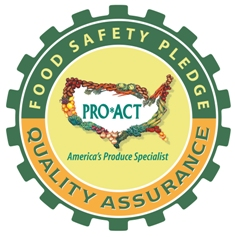 FOOD SAFETY PLEDGE
PRO*ACT
America's Produce Specialist
QUALITY ASSURANCE